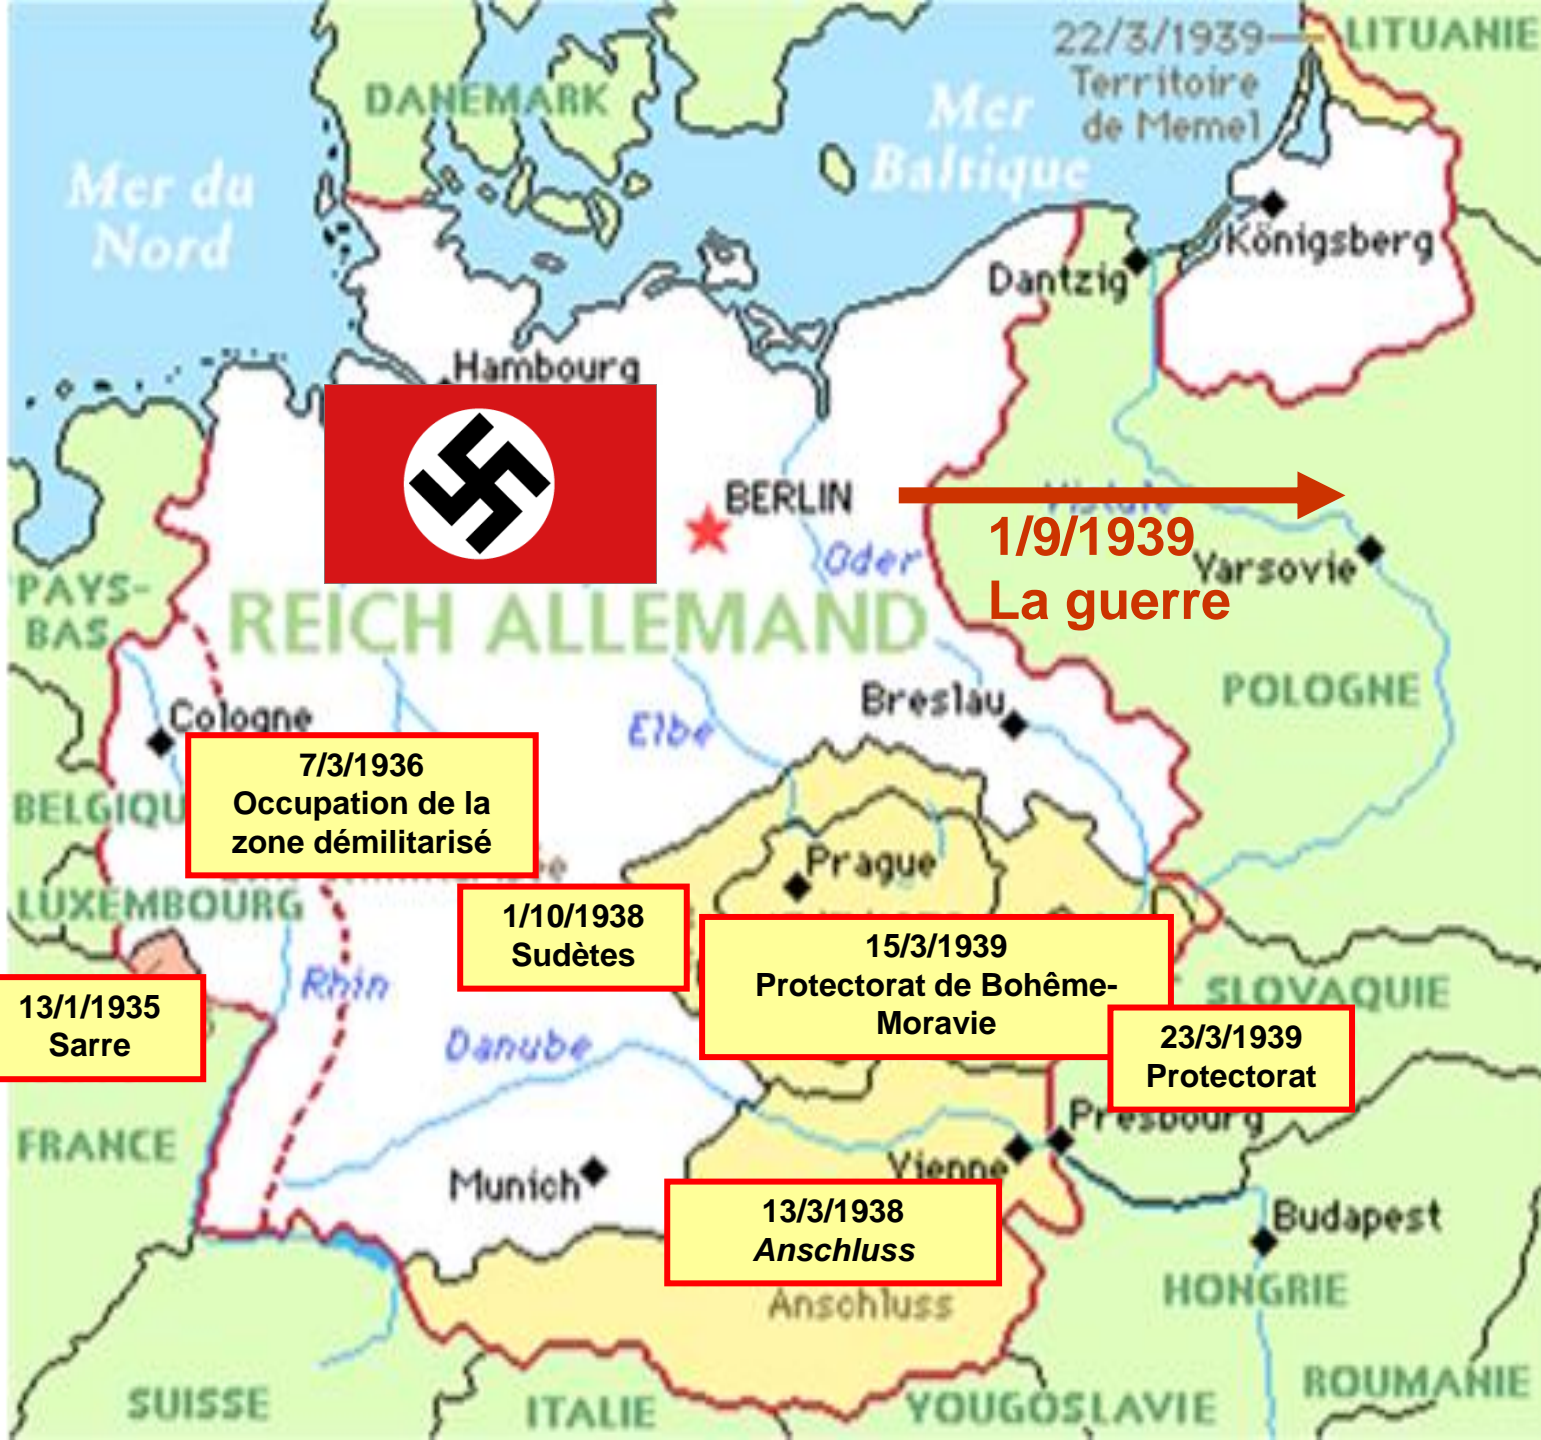 22/3/1939
Territoire
de Memel
LITUANIE
DANEMARK
Mer
Baltique
Mer du
Nord
Königsberg
Dantzig
Hambourg
BERLIN
Vistule
1/9/1939
La guerre
Varsovie
Oder
PAYS-
BAS
REICH ALLEMAND
POLOGNE
Breslau
Cologne
Elbe
7/3/1936
Occupation de la
zone démilitarisé
BELGIQU
Prague
LUXEMBOURG
1/10/1938
Sudètes
15/3/1939
Protectorat de Bohême-
Moravie
SLOVAQUIE
Rhin
13/1/1935
Sarre
23/3/1939
Protectorat
Danube
Presbourg
FRANCE
Vienne
Munich
13/3/1938
Anschluss
Budapest
HONGRIE
Anschluss
ROUMANIE
SUISSE
ITALIE
YOUGOSLAVIE